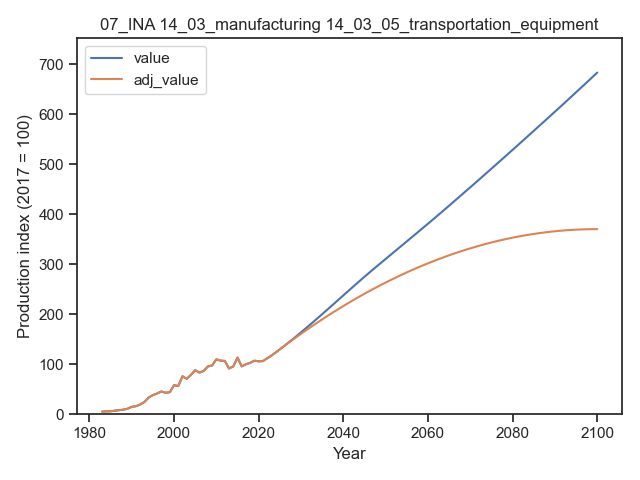 07_INA 14_03_manufacturing 14_03_05_transportation_equipment
value
adj_value
Production index (2017 = 100)
700
600
500
400
300
200
100
0
1980 2000 2020 2040 2060 2080 2100
Year